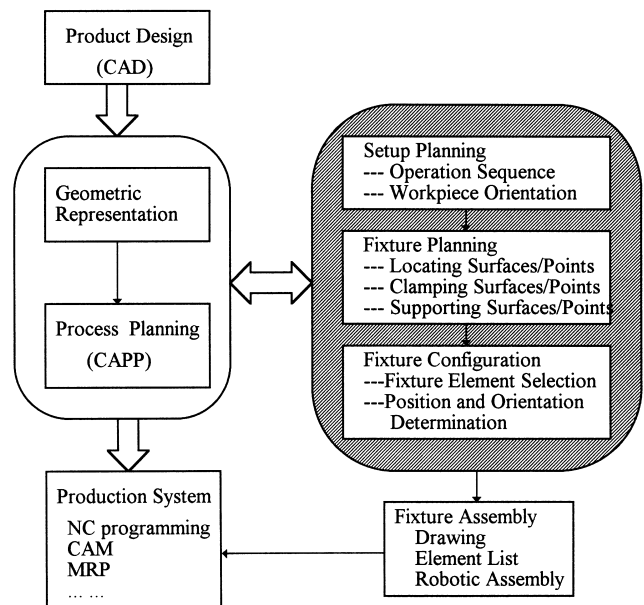 Product Design
(CAD)
Geometric
Representation
Process Planning
(CAPP)
Production System
NC programming
CAM
MRP
... ...
Setup Planning
--- Operation Sequence
--- Workpiece Orientation
Fixture Planning
--- Locating Surfaces/Points
--- Clamping Surfaces/Points
--- Supporting Surfaces/Points
Fixture Configuration
---Fixture Element Selection
---Position and Orientation
Determination
Fixture Assembly
Drawing
Element List
Robotic Assembly